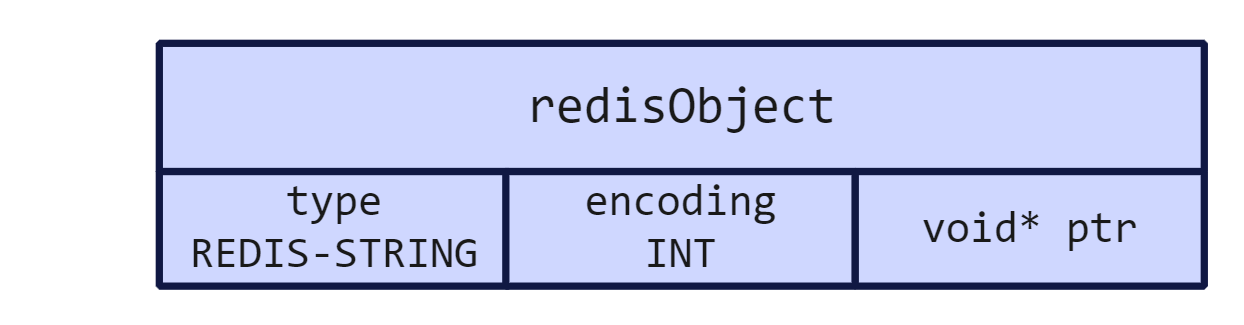 redisObject
type
REDIS-STRING
encoding
INT
void* ptr